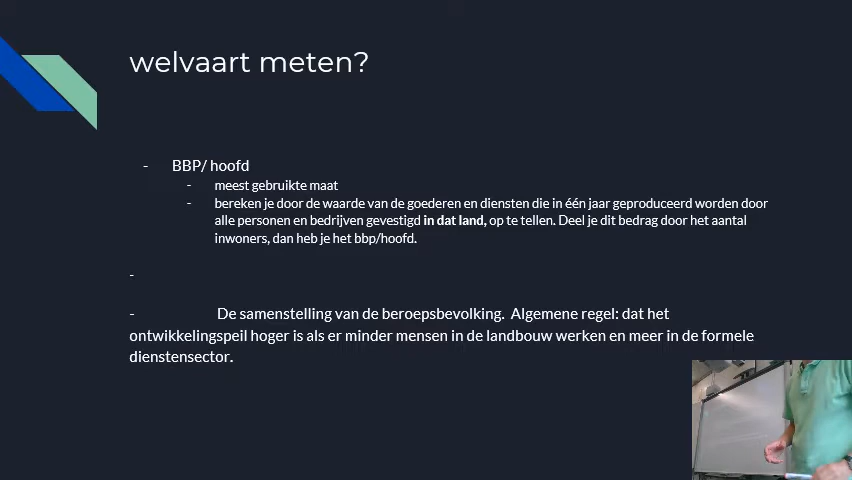 welvaart meten?
- BBP/ hoofd
- meest gebruikte maat
- bereken je door de waarde van de goederen en diensten die in één jaar geproduceerd worden door
alle personen en bedrijven gevestigd in dat land, op te tellen. Deel je dit bedrag door het aantal
inwoners, dan heb je het bbp/hoofd.
-
- De samenstelling van de beroepsbevolking. Algemene regel: dat het
ontwikkelingspeil hoger is als er minder mensen in de landbouw werken en meer in de formele
dienstensector.